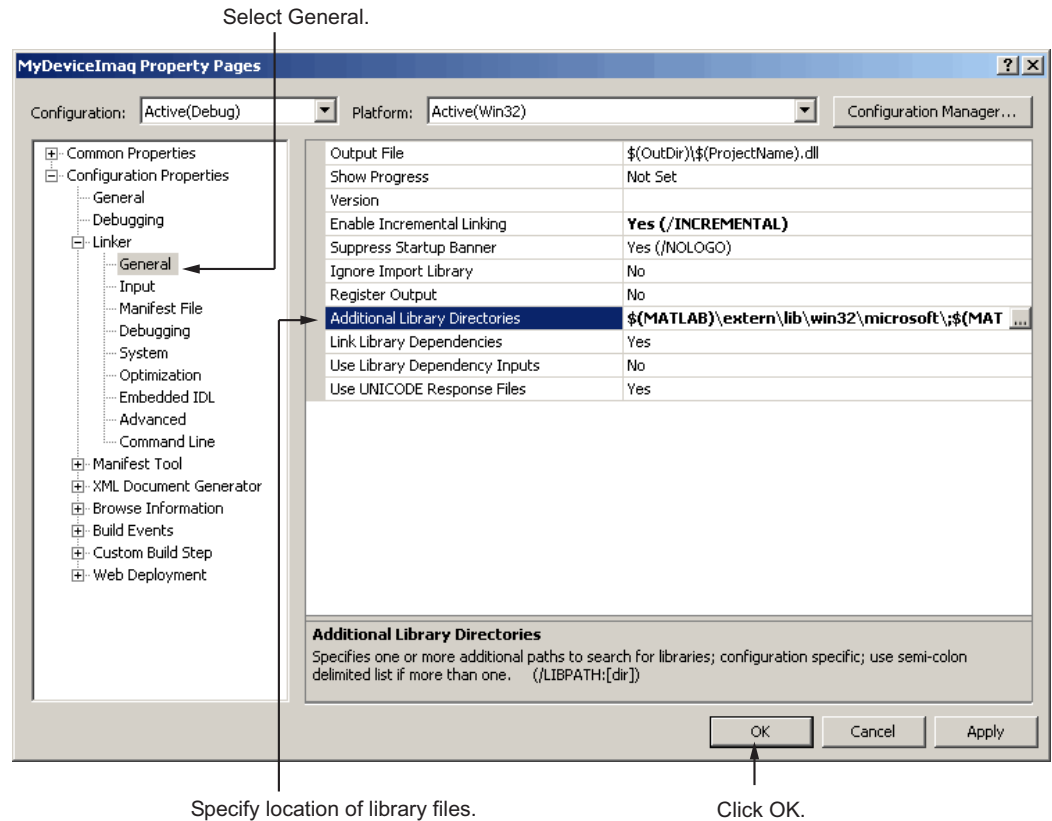 Select General.
MyDeviceImaq Property Pages
Configuration: Active(Debug) Platform: Active(Win32) Configuration Manager...
Common Properties
Configuration Properties
General
Debugging
Linker
General
Input
Manifest File
Debugging
System
Optimization
Embedded IDL
Advanced
Command Line
Manifest Tool
XML Document Generator
Browse Information
Build Events
Custom Build Step
Web Deployment
Output File $(OutDir)\$(ProjectName).dll
Show Progress Not Set
Version
Enable Incremental Linking Yes (/INCREMENTAL)
Suppress Startup Banner Yes (/NOLOGO)
Ignore Import Library No
Register Output No
Additional Library Directories $(MATLAB)\extern\lib\win32\microsoft\;$(MAT ...
Link Library Dependencies Yes
Use Library Dependency Inputs No
Use UNICODE Response Files Yes
Additional Library Directories
Specifies one or more additional paths to search for libraries; configuration specific; use semi-colon
delimited list if more than one. (/LIBPATH:[dir])
OK Cancel Apply
Specify location of library files. Click OK.